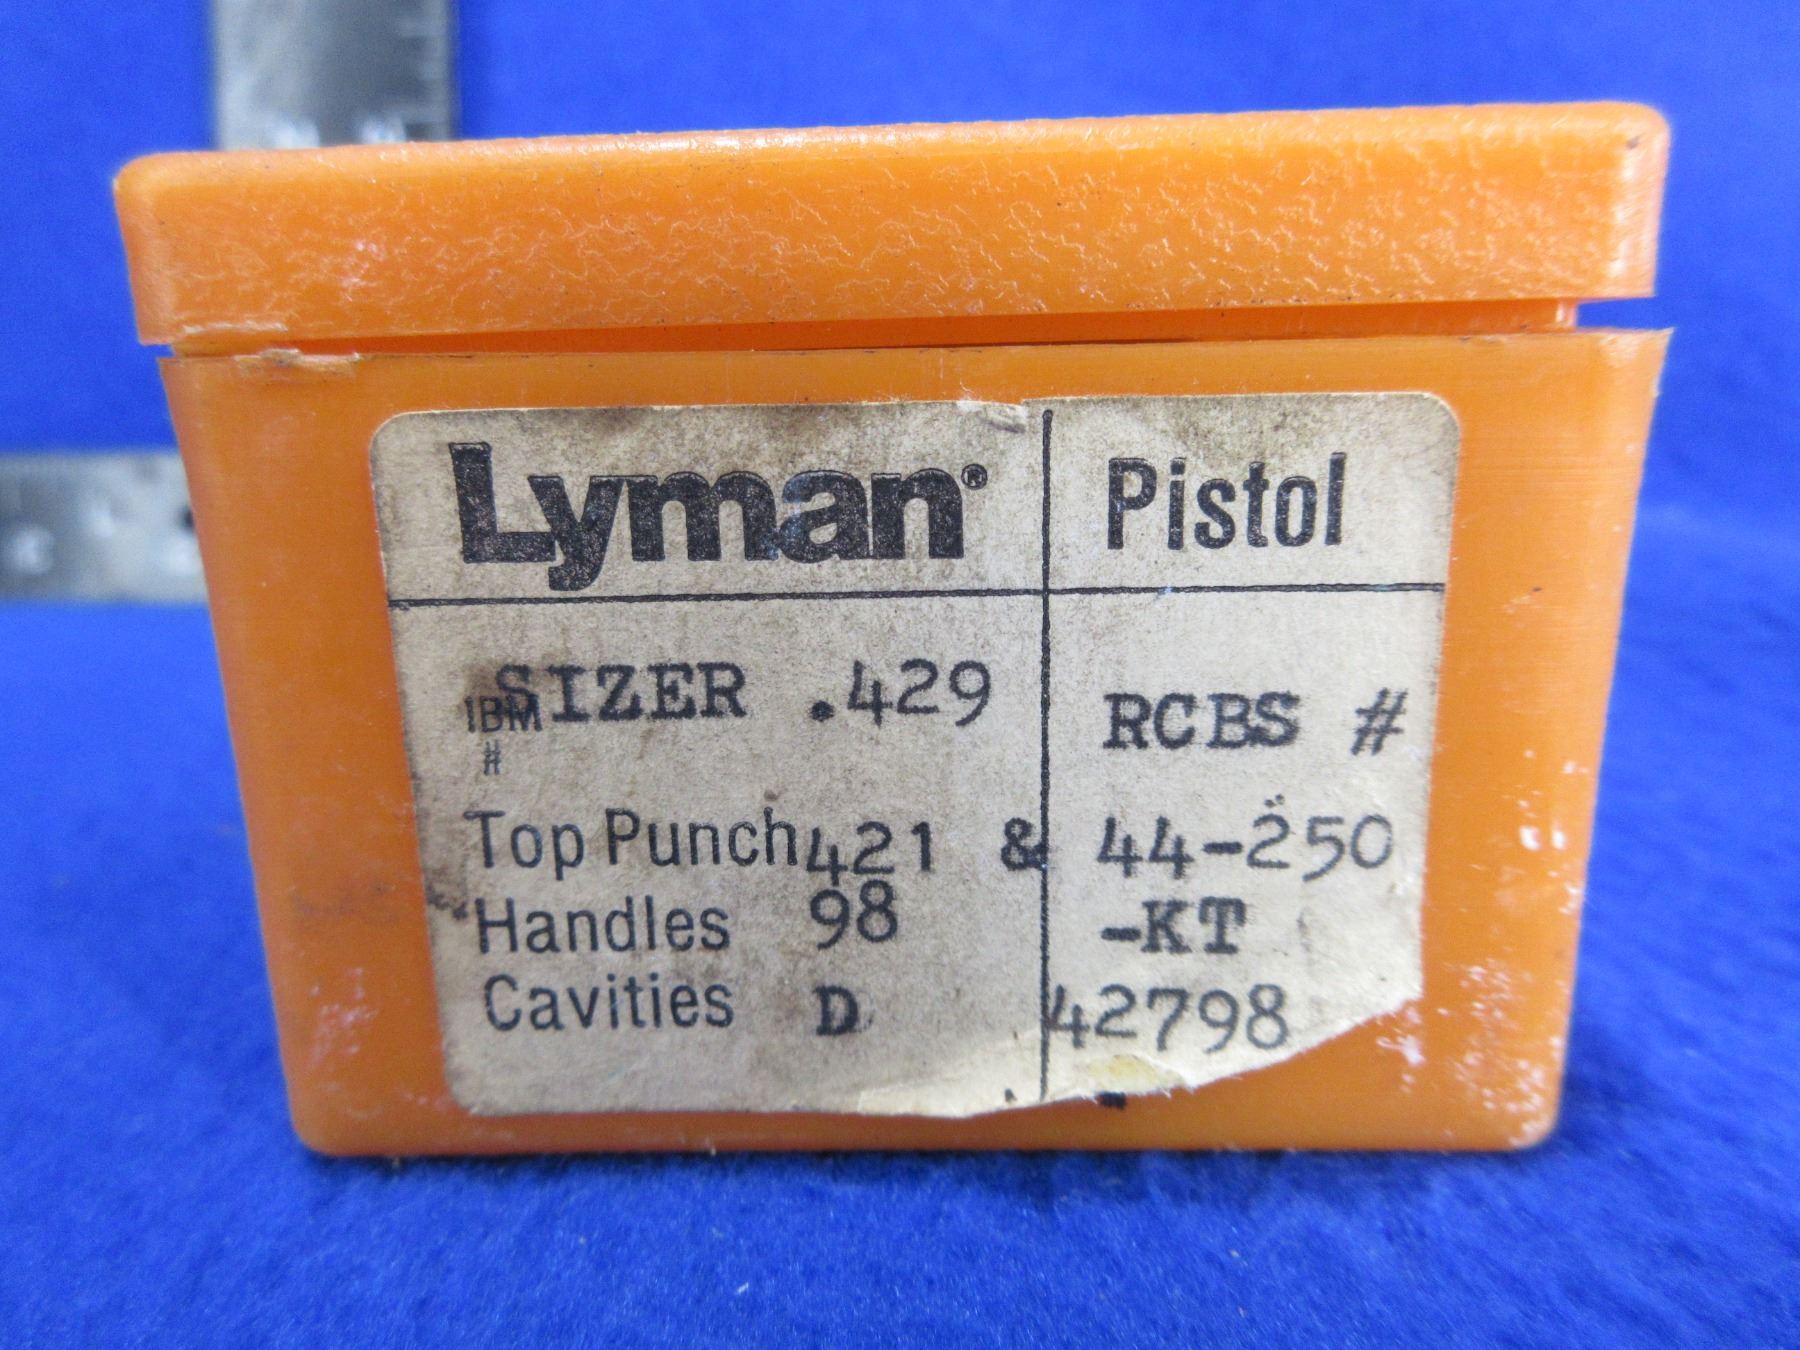 Lyman® Pistol
SIZER .429
IBM
#
RCBS #
Top Punch 421 & 44-250
Handles 98 -KT
Cavities D 42798